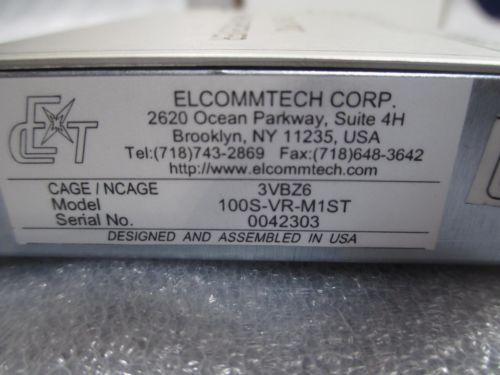 ELCOMMTECH CORP.
2620 Ocean Parkway, Suite 4H
Brooklyn, NY 11235, USA
Tel:(718)743-2869 Fax:(718)648-3642
http://www.elcommtech.com
CAGE / NCAGE 3VBZ6
Model 100S-VR-M1ST
Serial No. 0042303
DESIGNED AND ASSEMBLED IN USA